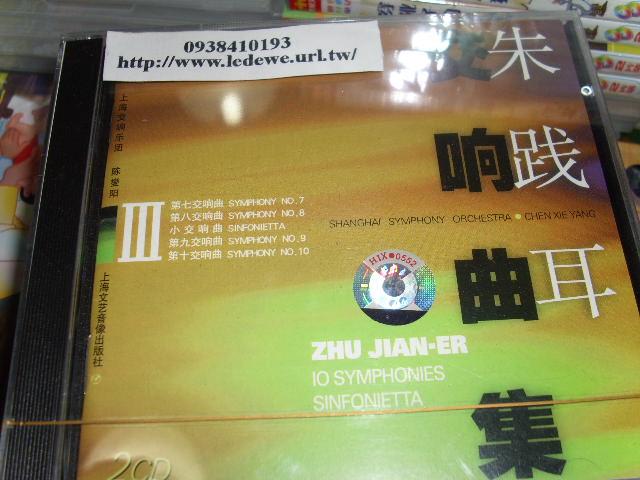 0938410193
http://www.lcdewe.url.tw/
朱践耳
交响曲集
上海交响乐团 陈燮阳
III
第七交响曲 SYMPHONY NO.7
第八交响曲 SYMPHONY NO.8
小交响曲 SINFONIETTA
第九交响曲 SYMPHONY NO.9
第十交响曲 SYMPHONY NO.10
SHANGHAI SYMPHONY ORCHESTRA • CHEN XIE YANG
HIX•0552
上海文艺音像出版社
ZHU JIAN-ER
10 SYMPHONIES
SINFONIETTA
2CD